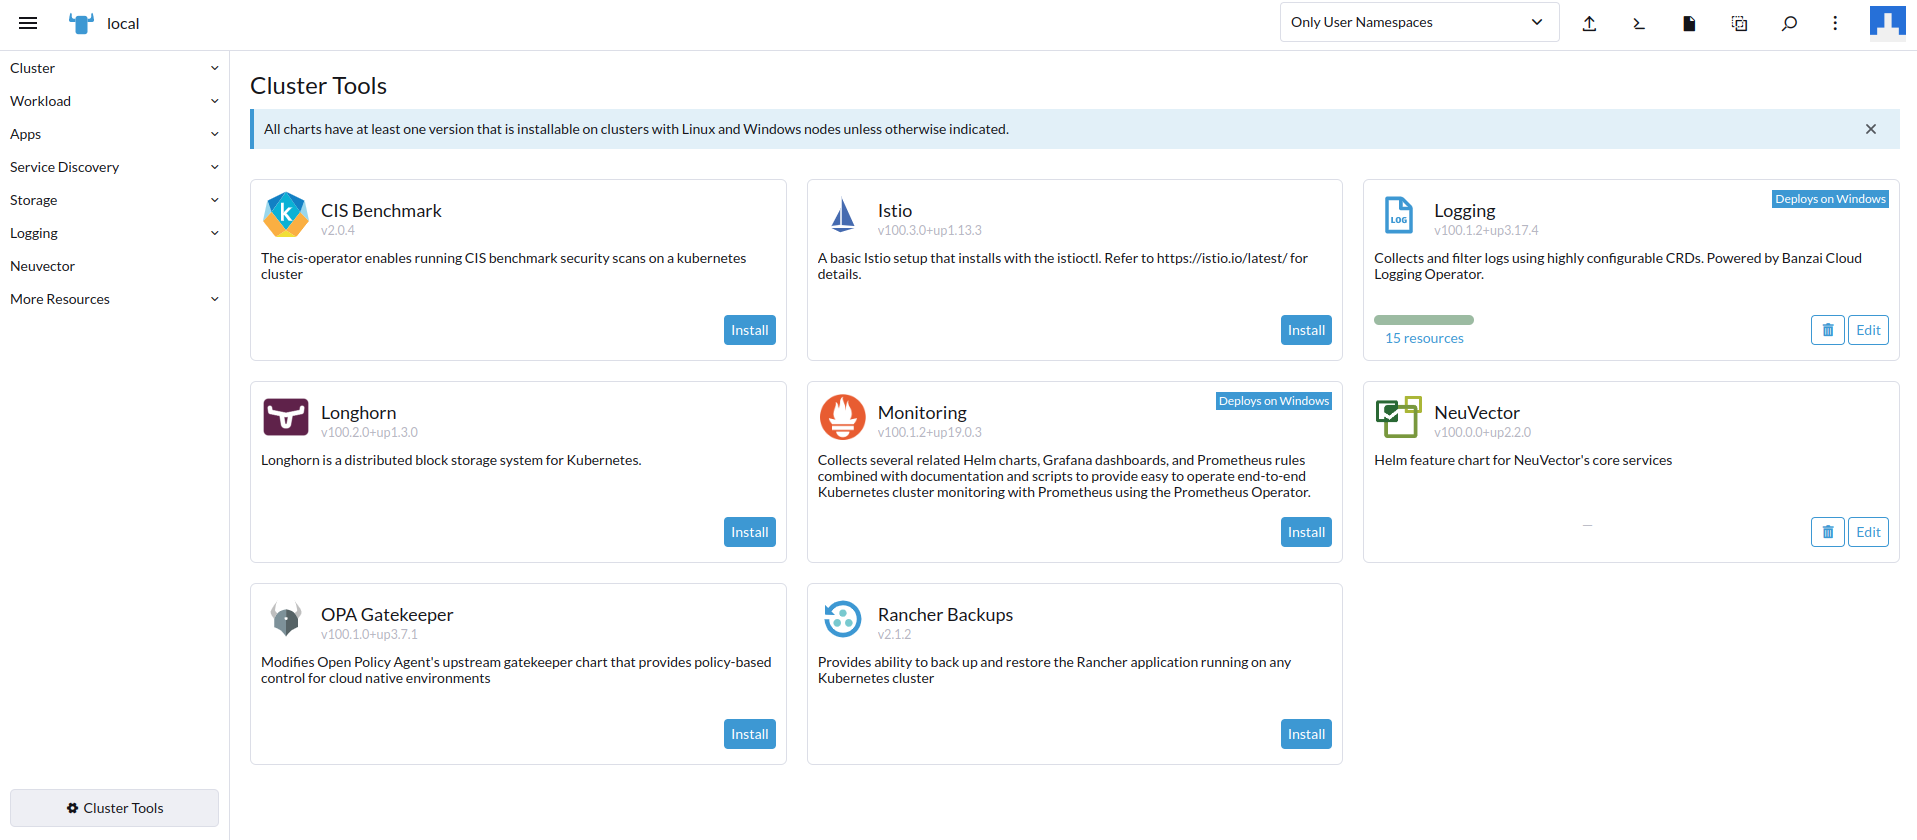 local
Only User Namespaces
Cluster
Workload
Apps
Service Discovery
Storage
Logging
Neuvector
More Resources
Cluster Tools
Cluster Tools
All charts have at least one version that is installable on clusters with Linux and Windows nodes unless otherwise indicated.
CIS Benchmark
v2.0.4
The cis-operator enables running CIS benchmark security scans on a kubernetes
cluster
Install
Istio
v100.3.0+up1.13.3
A basic Istio setup that installs with the istioctl. Refer to https://istio.io/latest/ for
details.
Install
Deploys on Windows
LOG
Logging
v100.1.2+up3.17.4
Collects and filter logs using highly configurable CRDs. Powered by Banzai Cloud
Logging Operator.
15 resources
Edit
Longhorn
v100.2.0+up1.3.0
Longhorn is a distributed block storage system for Kubernetes.
Install
Deploys on Windows
Monitoring
v100.1.2+up19.0.3
Collects several related Helm charts, Grafana dashboards, and Prometheus rules
combined with documentation and scripts to provide easy to operate end-to-end
Kubernetes cluster monitoring with Prometheus using the Prometheus Operator.
Install
NeuVector
v100.0.0+up2.2.0
Helm feature chart for NeuVector's core services
—
Edit
OPA Gatekeeper
v100.1.0+up3.7.1
Modifies Open Policy Agent's upstream gatekeeper chart that provides policy-based
control for cloud native environments
Install
Rancher Backups
v2.1.2
Provides ability to back up and restore the Rancher application running on any
Kubernetes cluster
Install